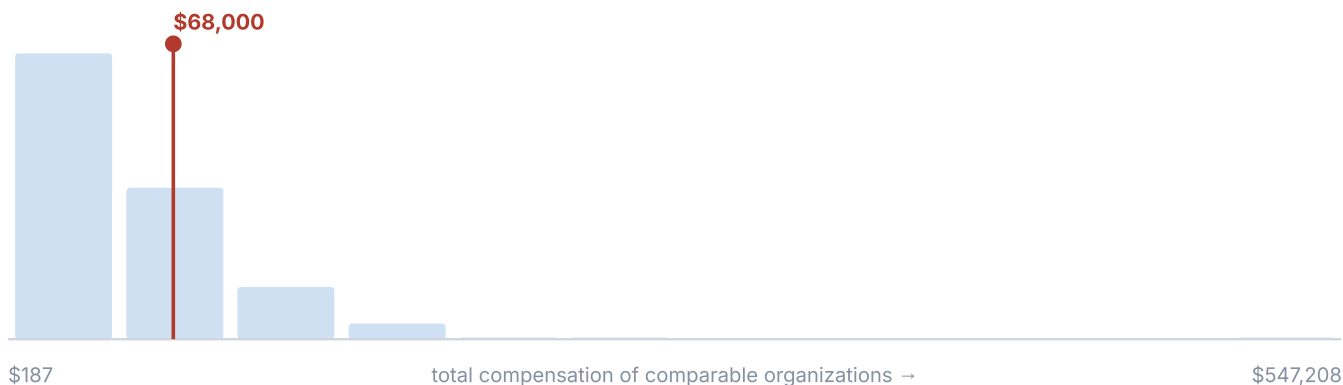 $68,000
$187
total compensation of comparable organizations →
$547,208